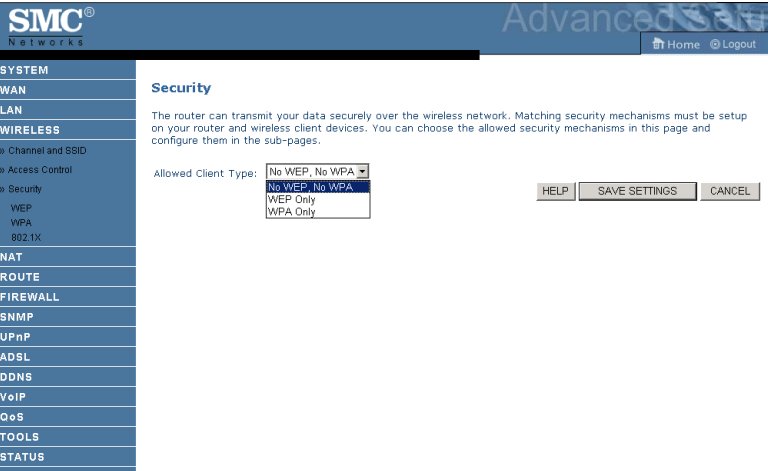 SMC®
Networks
Advanced Setup
Home Logout
SYSTEM
WAN
LAN
WIRELESS
» Channel and SSID
» Access Control
» Security
WEP
WPA
802.1X
NAT
ROUTE
FIREWALL
SNMP
UPnP
ADSL
DDNS
VoIP
QoS
TOOLS
STATUS
Security
The router can transmit your data securely over the wireless network. Matching security mechanisms must be setup
on your router and wireless client devices. You can choose the allowed security mechanisms in this page and
configure them in the sub-pages.
Allowed Client Type: No WEP, No WPA
No WEP, No WPA
WEP Only
WPA Only
HELP SAVE SETTINGS CANCEL